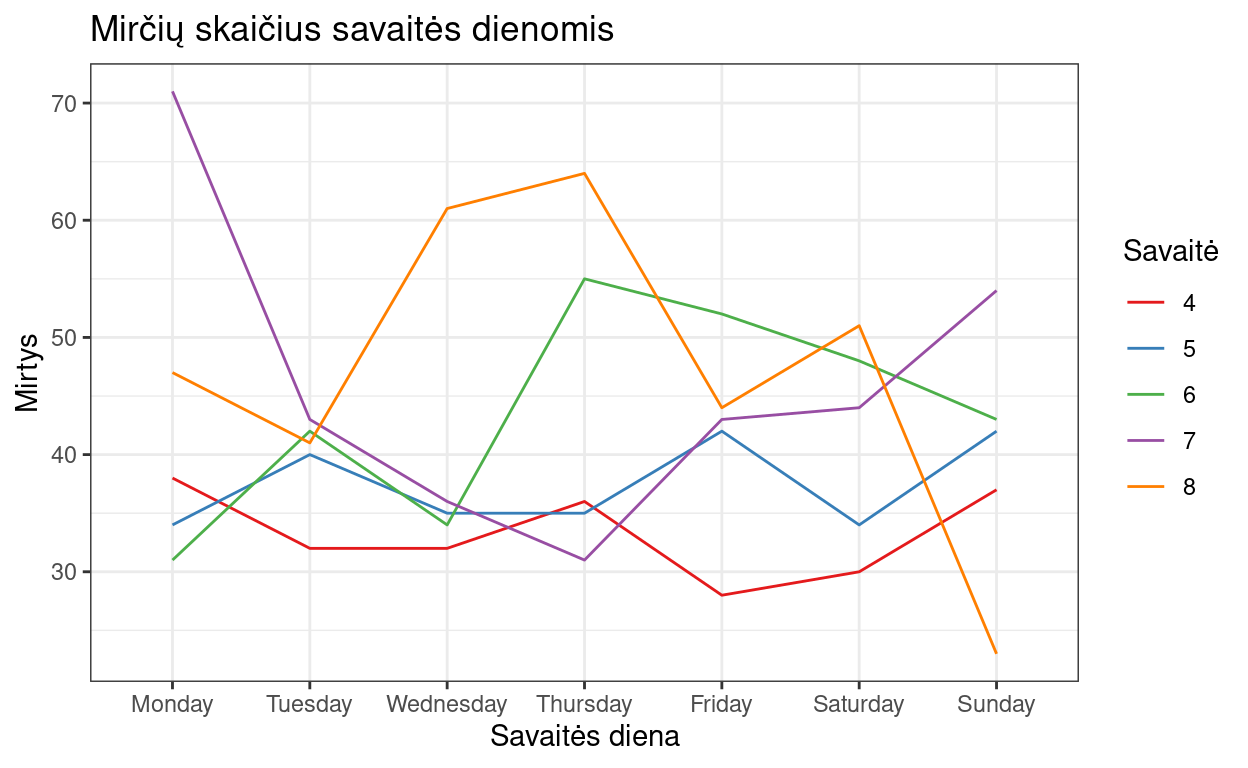 Mirčių skaičius savaitės dienomis
70
60
50
40
30
Mirtys
Monday Tuesday Wednesday Thursday Friday Saturday Sunday
Savaitės diena
Savaitė
4
5
6
7
8